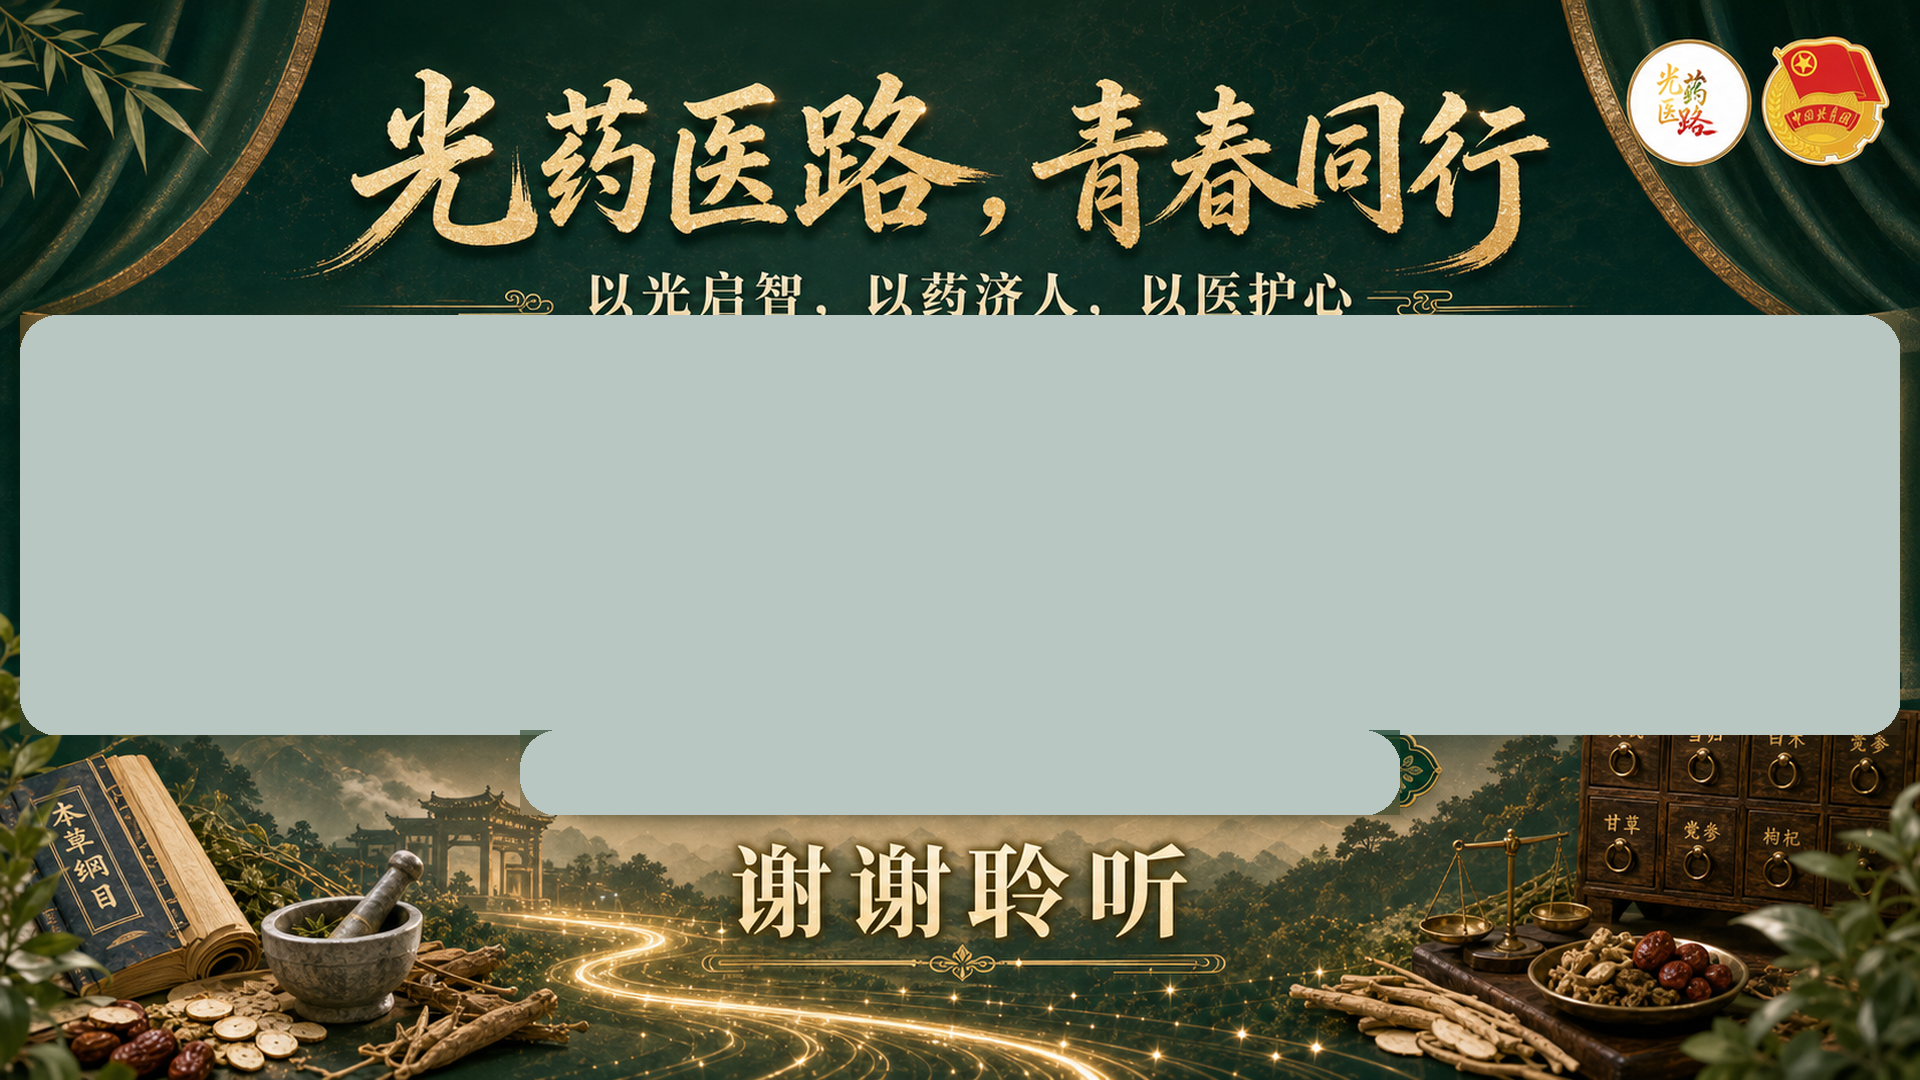 光药医路，青春同行
光药
医路
中国共青团
以光启智，以药济人，以医护心
本草纲目
黄参
甘草
党参
枸杞
谢谢聆听